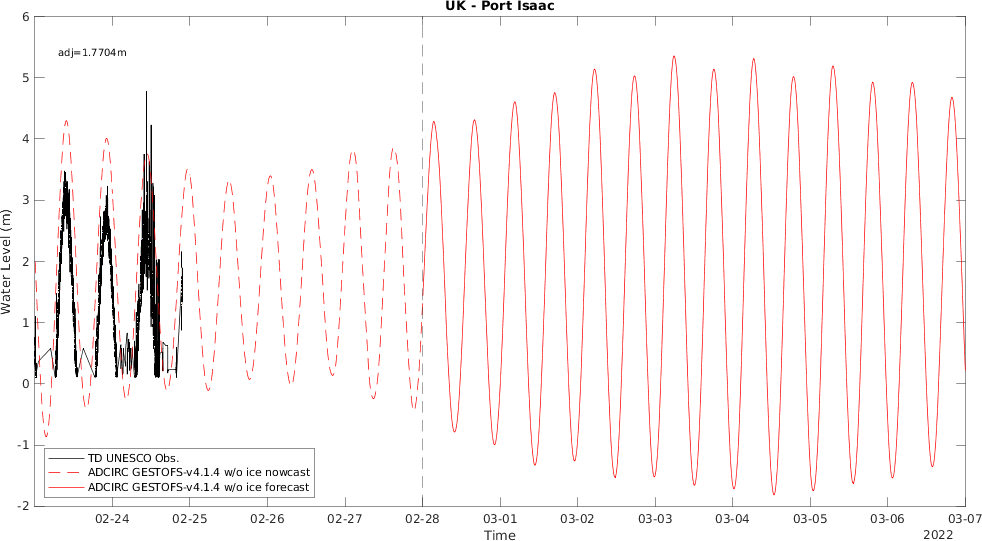 UK - Port Isaac
adj=1.7704m
6
5
4
3
2
1
0
-1
-2
Water Level (m)
TD UNESCO Obs.
ADCIRC GESTOFS-v4.1.4 w/o ice nowcast
ADCIRC GESTOFS-v4.1.4 w/o ice forecast
02-24 02-25 02-26 02-27 02-28 03-01 03-02 03-03 03-04 03-05 03-06 03-07
Time
2022